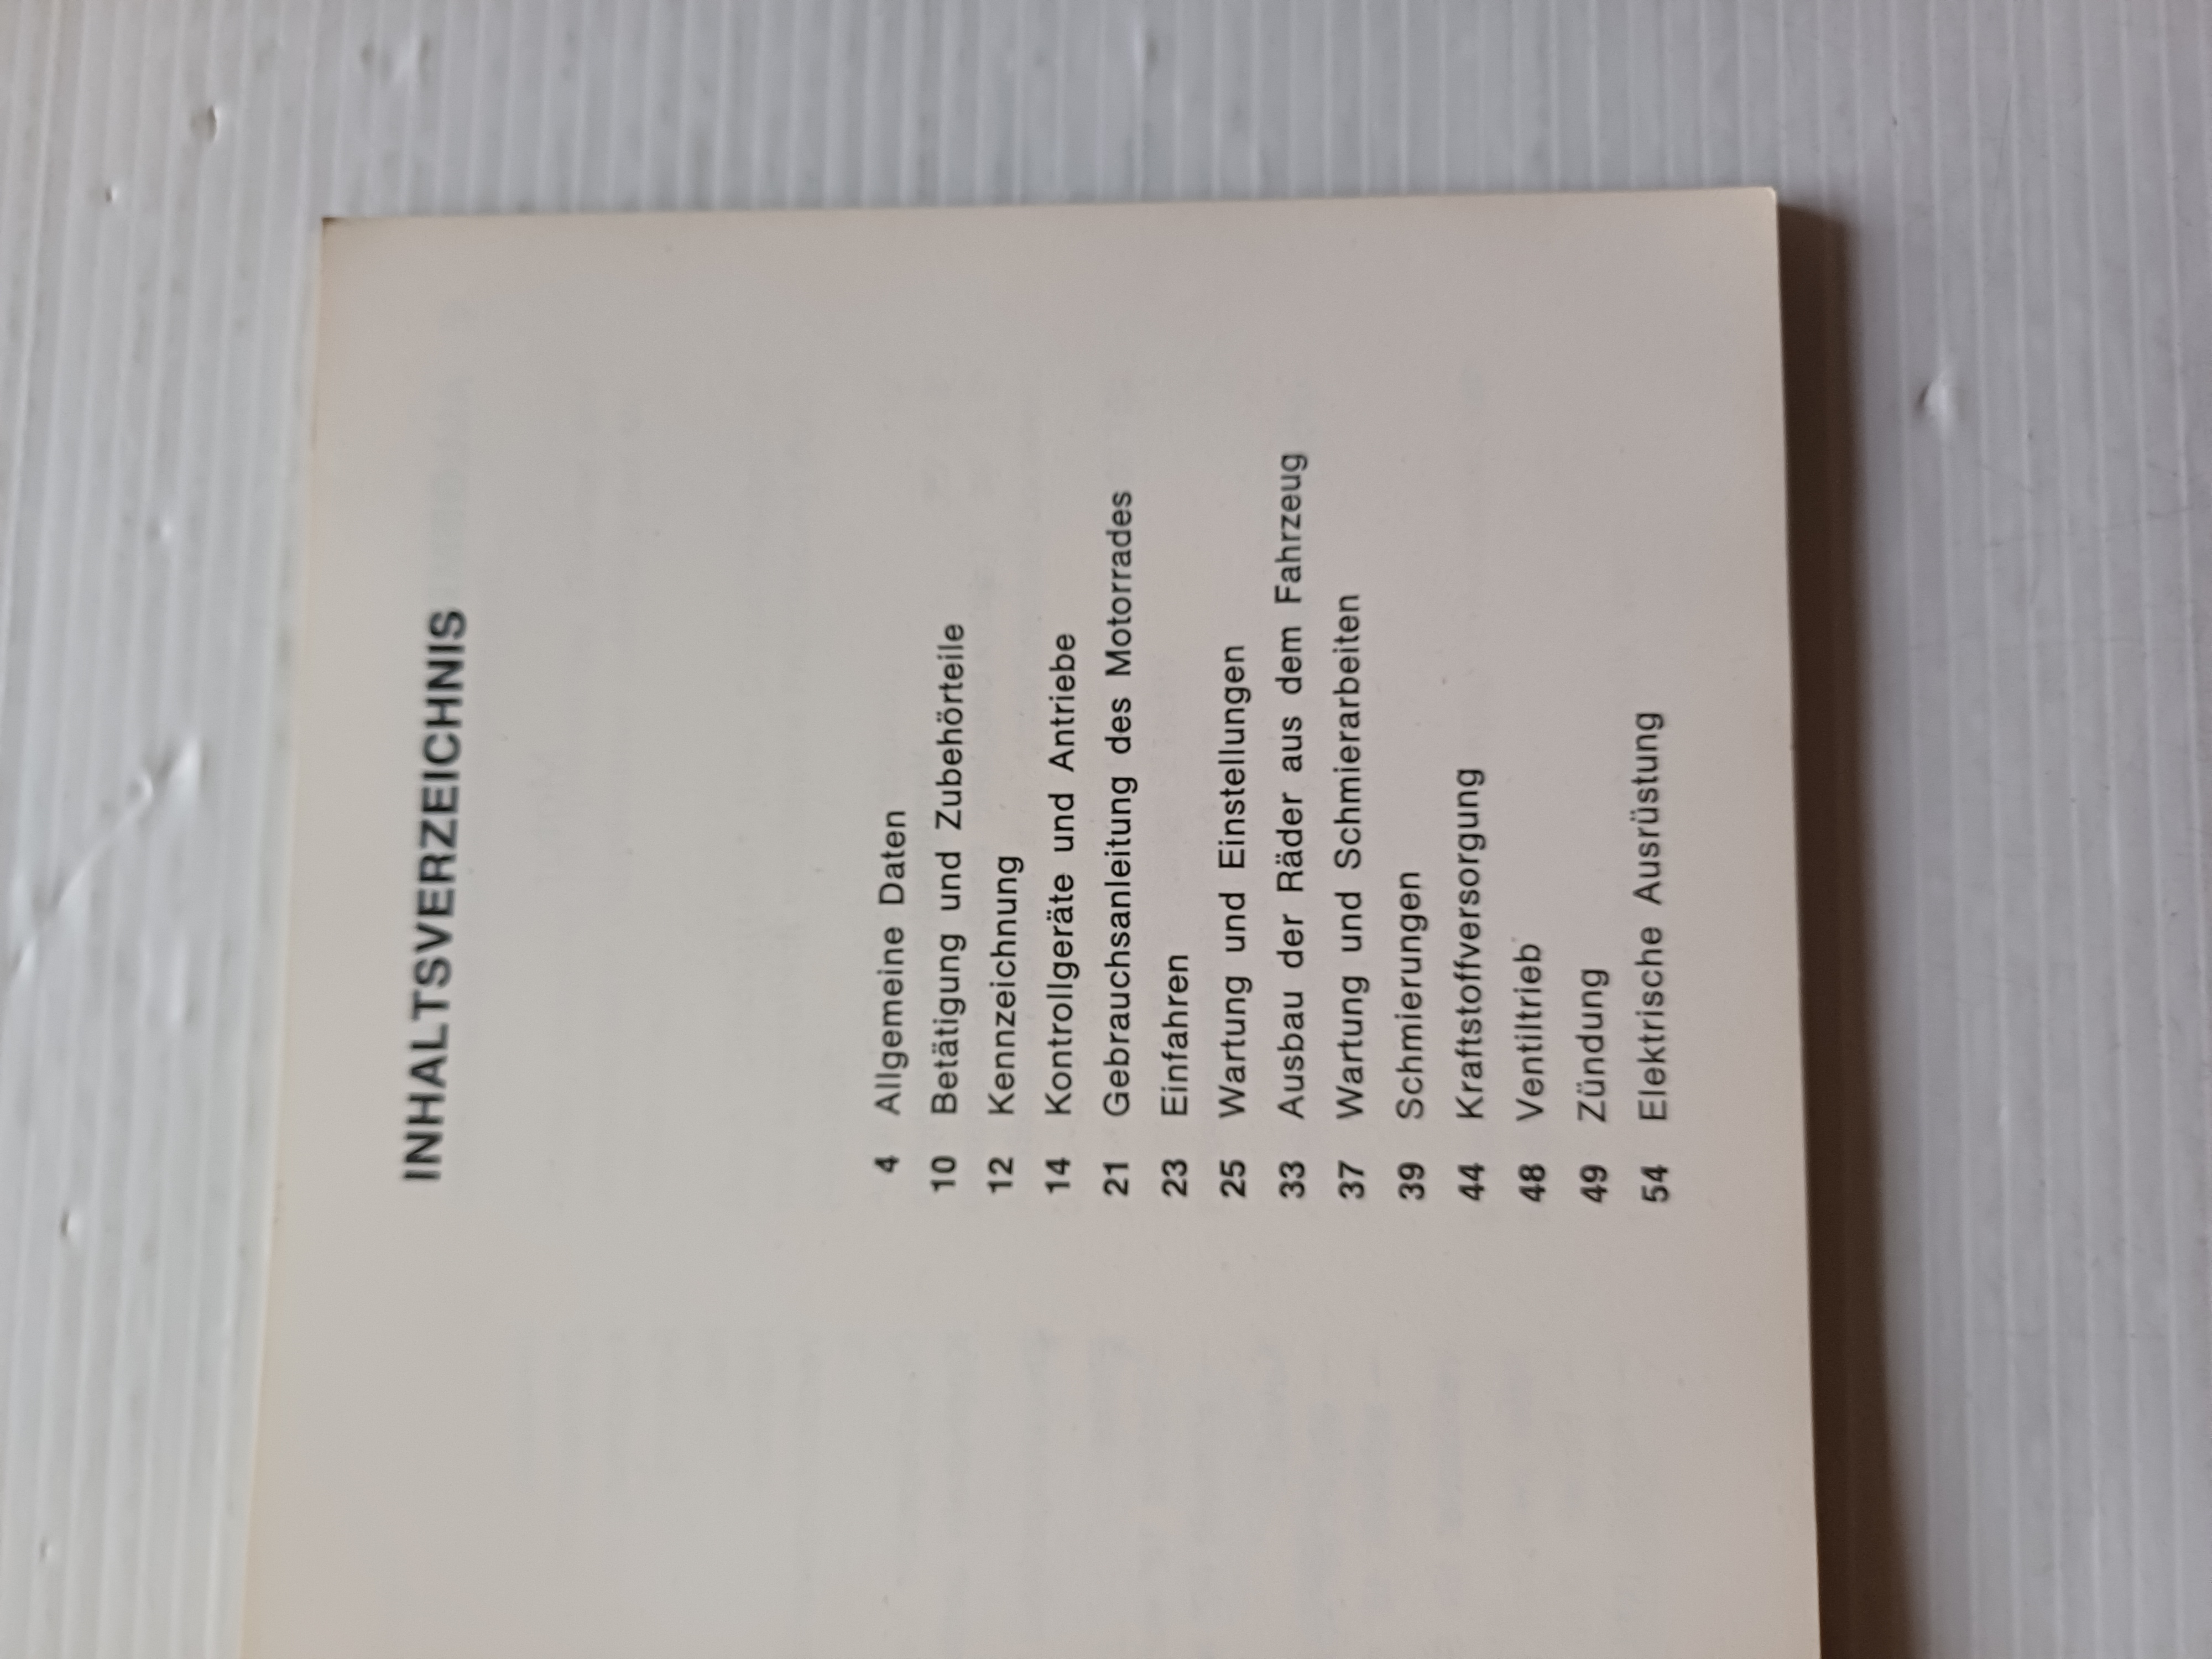 INHALTSVERZEICHNIS
4 Allgemeine Daten
10 Betätigung und Zubehörteile
12 Kennzeichnung
14 Kontrollgeräte und Antriebe
21 Gebrauchsanleitung des Motorrades
23 Einfahren
25 Wartung und Einstellungen
33 Ausbau der Räder aus dem Fahrzeug
37 Wartung und Schmierarbeiten
39 Schmierungen
44 Kraftstoffversorgung
48 Ventiltrieb
49 Zündung
54 Elektrische Ausrüstung